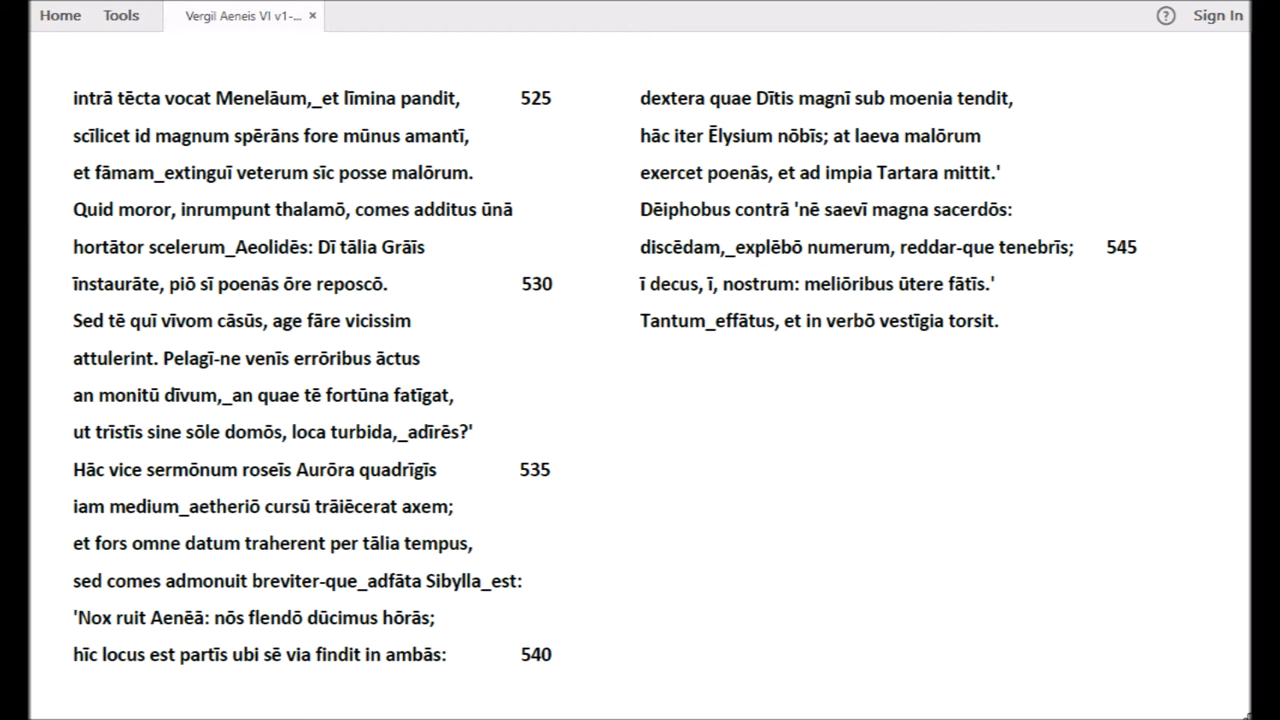 Home Tools Vergil Aeneis VI v1-... × ? Sign In
intrā tēcta vocat Menelāum,_et līmina pandit, 525
scīlicet id magnum spērāns fore mūnus amantī,
et fāmam_extinguī veterum sīc posse malōrum.
Quid moror, inrumpunt thalamō, comes additus ūnā
hortātor scelerum_Aeolidēs: Dī tālia Grāīs
īnstaurāte, piō sī poenās ōre reposcō. 530
Sed tē quī vīvom cāsūs, age fāre vicissim
attulerint. Pelagī-ne venīs errōribus āctus
an monitū dīvum,_an quae tē fortūna fatīgat,
ut trīstīs sine sōle domōs, loca turbida,_adīrēs?'
Hāc vice sermōnum roseīs Aurōra quadrīgīs 535
iam medium_aetheriō cursū trāiēcerat axem;
et fors omne datum traherent per tālia tempus,
sed comes admonuit breviter-que_adfāta Sibylla_est:
'Nox ruit Aenēā: nōs flendō dūcimus hōrās;
hīc locus est partīs ubi sē via findit in ambās: 540
dextera quae Dītis magnī sub moenia tendit,
hāc iter Ēlysium nōbīs; at laeva malōrum
exercet poenās, et ad impia Tartara mittit.'
Dēiphobus contrā 'nē saevī magna sacerdōs:
discēdam,_explēbō numerum, reddar-que tenebrīs; 545
ī decus, ī, nostrum: meliōribus ūtere fātīs.'
Tantum_effātus, et in verbō vestīgia torsit.